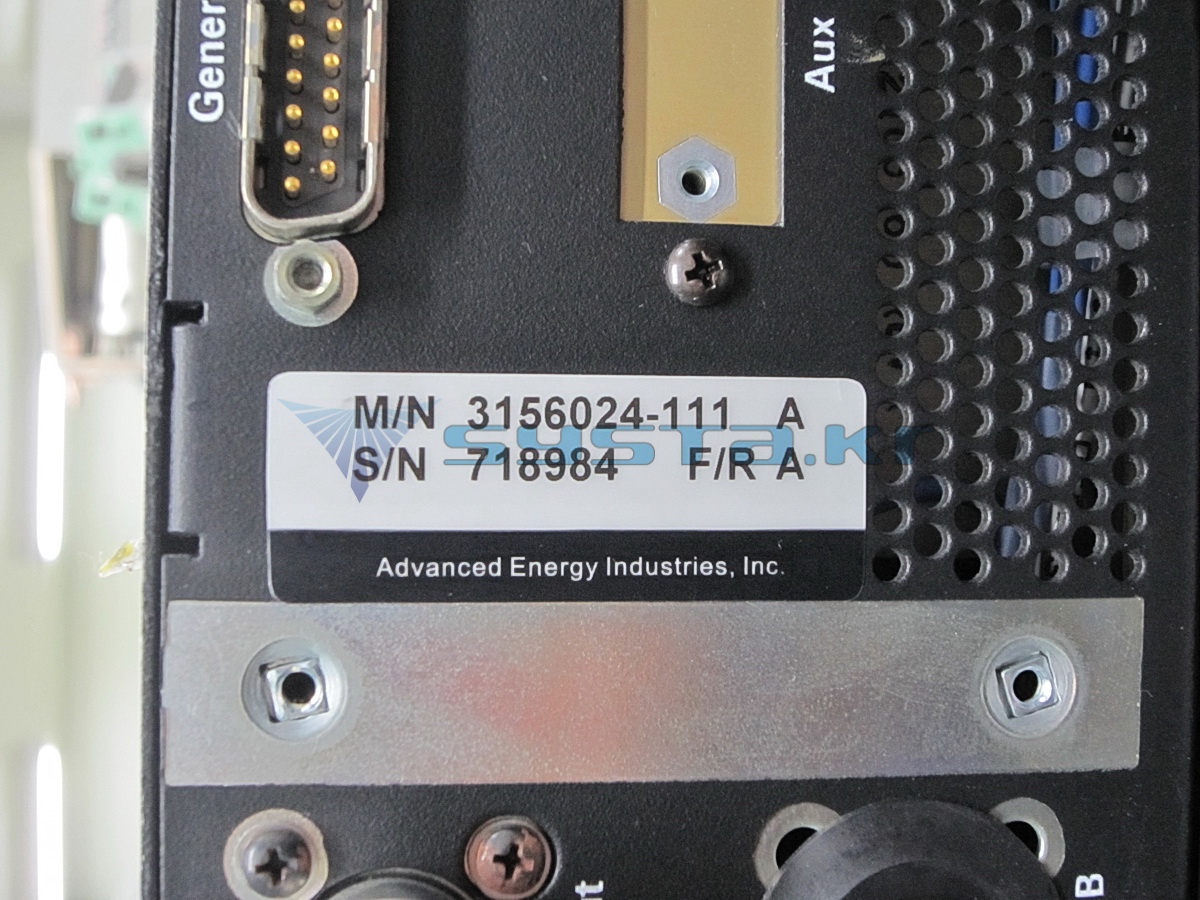 Gener
Aux
M/N 3156024-111 A
S/N 718984 F/R A
systa.kr
Advanced Energy Industries, Inc.
B